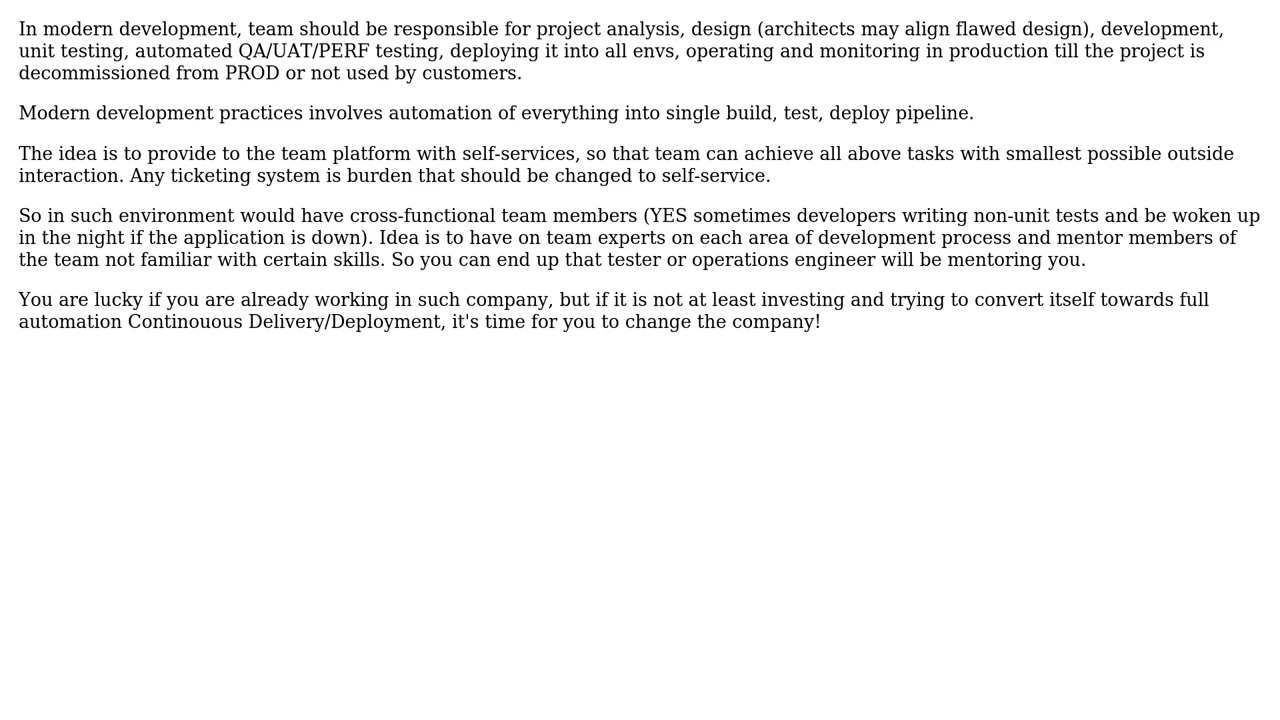 In modern development, team should be responsible for project analysis, design (architects may align flawed design), development,
unit testing, automated QA/UAT/PERF testing, deploying it into all envs, operating and monitoring in production till the project is
decommissioned from PROD or not used by customers.
Modern development practices involves automation of everything into single build, test, deploy pipeline.
The idea is to provide to the team platform with self-services, so that team can achieve all above tasks with smallest possible outside
interaction. Any ticketing system is burden that should be changed to self-service.
So in such environment would have cross-functional team members (YES sometimes developers writing non-unit tests and be woken up
in the night if the application is down). Idea is to have on team experts on each area of development process and mentor members of
the team not familiar with certain skills. So you can end up that tester or operations engineer will be mentoring you.
You are lucky if you are already working in such company, but if it is not at least investing and trying to convert itself towards full
automation Continouous Delivery/Deployment, it's time for you to change the company!